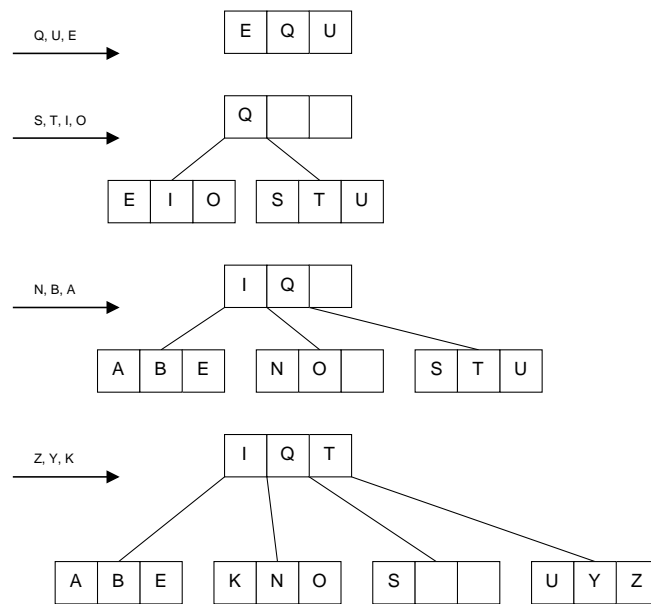 Q, U, E
E Q U
S, T, I, O
Q
E I O S T U
N, B, A
I Q
A B E N O S T U
Z, Y, K
I Q T
A B E K N O S U Y Z